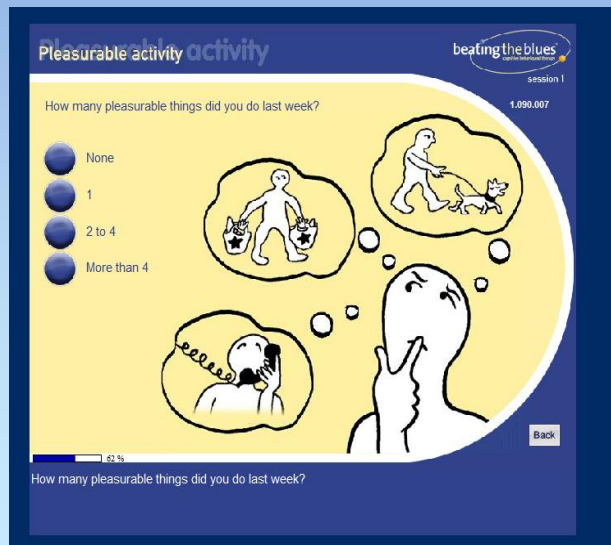 Pleasurable activity
Pleasurable activity
beating the blues
cognitive behavioural therapy
session 1
1.090.007
How many pleasurable things did you do last week?
None
1
2 to 4
More than 4
Back
62 %
How many pleasurable things did you do last week?